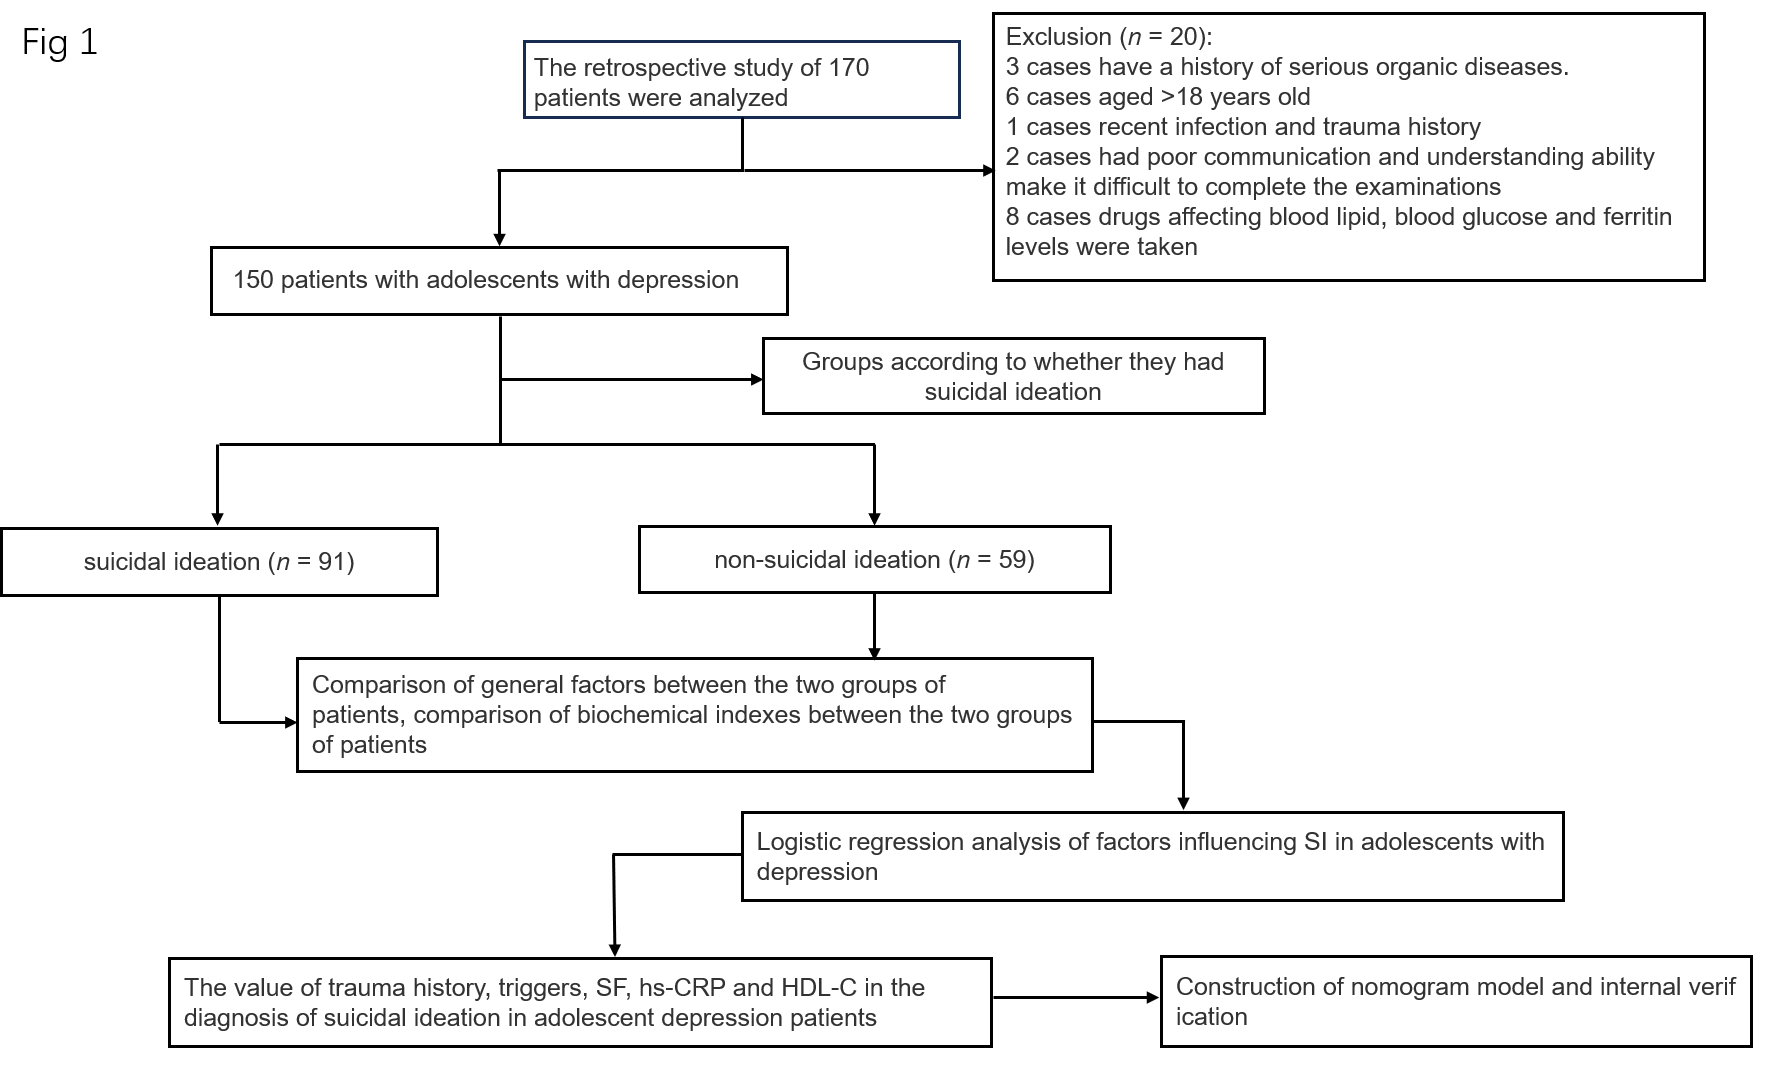 Fig 1
The retrospective study of 170
patients were analyzed
Exclusion (n = 20):
3 cases have a history of serious organic diseases.
6 cases aged >18 years old
1 cases recent infection and trauma history
2 cases had poor communication and understanding ability
make it difficult to complete the examinations
8 cases drugs affecting blood lipid, blood glucose and ferritin
levels were taken
150 patients with adolescents with depression
Groups according to whether they had
suicidal ideation
suicidal ideation (n = 91)
non-suicidal ideation (n = 59)
Comparison of general factors between the two groups of
patients, comparison of biochemical indexes between the two groups
of patients
Logistic regression analysis of factors influencing SI in adolescents with
depression
The value of trauma history, triggers, SF, hs-CRP and HDL-C in the
diagnosis of suicidal ideation in adolescent depression patients
Construction of nomogram model and internal verif
ication